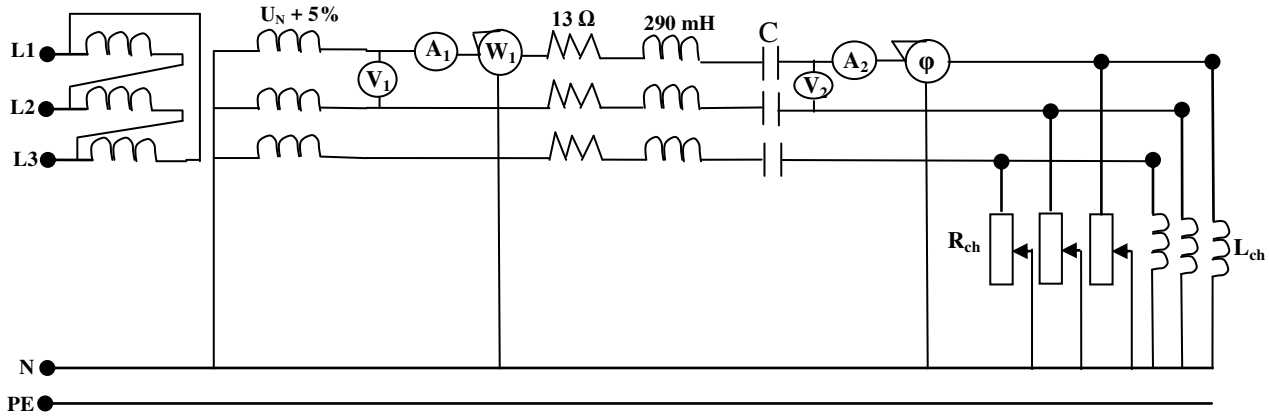 U_N + 5%
13 Ω
290 mH
C
L1
A₁
W₁
A₂
φ
V₁
V₂
L2
L3
R_ch
L_ch
N
PE